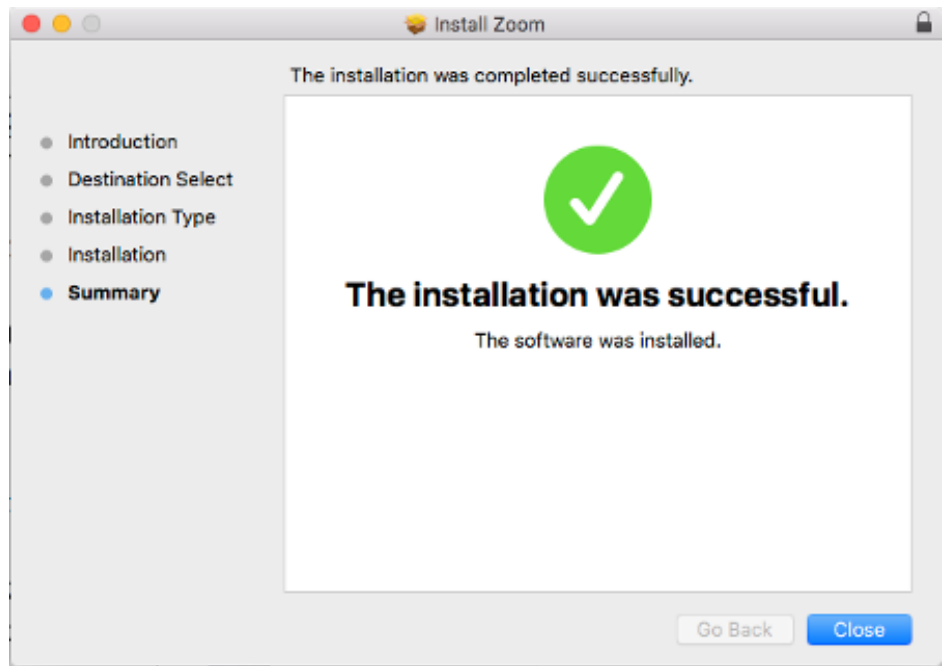 Install Zoom
The installation was completed successfully.
Introduction
Destination Select
Installation Type
Installation
Summary
The installation was successful.
The software was installed.
Go Back
Close